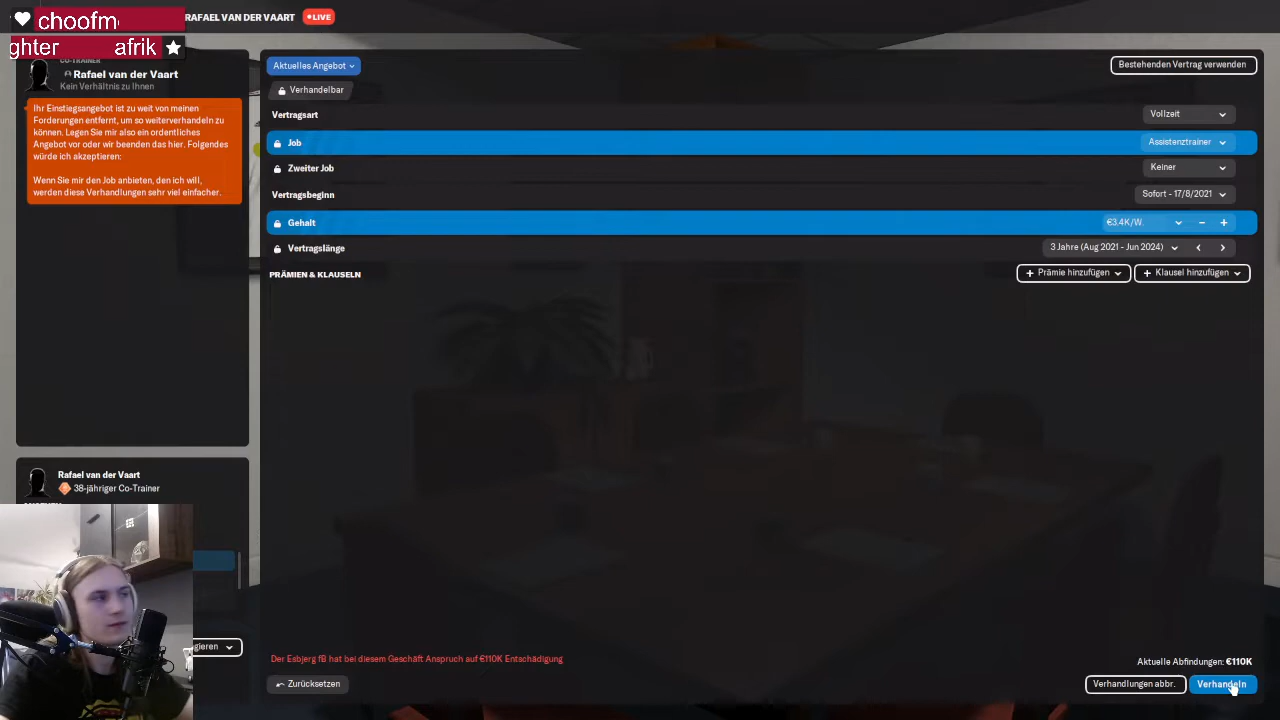 choofm
RAFAEL VAN DER VAART
LIVE
ghter afrik
CO-TRAINER
Rafael van der Vaart
Kein Verhältnis zu Ihnen
Ihr Einstiegsangebot ist zu weit von meinen
Forderungen entfernt, um so weiterverhandeln zu
können. Legen Sie mir also ein ordentliches
Angebot vor oder wir beenden das hier. Folgendes
würde ich akzeptieren:
Wenn Sie mir den Job anbieten, den ich will,
werden diese Verhandlungen sehr viel einfacher.
Aktuelles Angebot
Bestehenden Vertrag verwenden
Verhandelbar
Vertragsart
Vollzeit
Job
Assistenztrainer
Zweiter Job
Keiner
Vertragsbeginn
Sofort - 17/8/2021
Gehalt
€3.4K/W.
Vertragslänge
3 Jahre (Aug 2021 - Jun 2024)
PRÄMIEN & KLAUSELN
Prämie hinzufügen
Klausel hinzufügen
Rafael van der Vaart
38-jähriger Co-Trainer
gieren
Der Esbjerg fB hat bei diesem Geschäft Anspruch auf €110K Entschädigung
Aktuelle Abfindungen: €110K
Zurücksetzen
Verhandlungen abbr.
Verhandeln